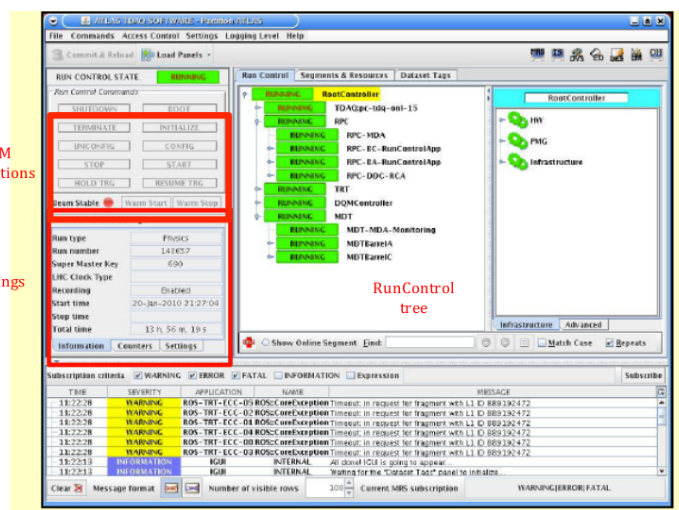 ATLAS TDAQ SOFTWARE - Partition ATLAS
File Commands Access Control Settings Logging Level Help
Commit & Reload Load Panels
RUN CONTROL STATE RUNNING
Run Control Commands
SHUTDOWN BOOT
TERMINATE INITIALIZE
UNCONFIG CONFIG
STOP START
HOLD TRG RESUME TRG
Beam Stable Warm Start Warm Stop
Run type Physics
Run number 141657
Super Master Key 690
LHC Clock Type
Recording Enabled
Start time 20-Jan-2010 21:27:04
Stop time
Total time 13 h, 56 m, 19 s
Information Counters Settings
M
tions
ngs
Run Control Segments & Resources Dataset Tags
RUNNING RootController
RUNNING TDAQ:pc-tdq-onl-15
RUNNING RPC
RUNNING RPC-MDA
RUNNING RPC-EC-RunControlApp
RUNNING RPC-BA-RunControlApp
RUNNING RPC-DDC-RCA
RUNNING TRT
RUNNING DQMController
RUNNING MDT
RUNNING MDT-MDA-Monitoring
RUNNING MDTBarrelA
RUNNING MDTBarrelC
RunControl
tree
RootController
HW
PMG
Infrastructure
Infrastructure Advanced
Show Online Segment Find: Match Case Repeats
Subscription criteria WARNING ERROR FATAL INFORMATION Expression Subscribe
TIME SEVERITY APPLICATION NAME MESSAGE
11:22:28 WARNING ROS-TRT-ECC-05 ROS::CoreException Timeout: in request for fragment with L1 ID 889192472
11:22:28 WARNING ROS-TRT-ECC-02 ROS::CoreException Timeout: in request for fragment with L1 ID 889192472
11:22:28 WARNING ROS-TRT-ECC-01 ROS::CoreException Timeout: in request for fragment with L1 ID 889192472
11:22:28 WARNING ROS-TRT-ECC-04 ROS::CoreException Timeout: in request for fragment with L1 ID 889192472
11:22:28 WARNING ROS-TRT-ECC-00 ROS::CoreException Timeout: in request for fragment with L1 ID 889192472
11:22:28 WARNING ROS-TRT-ECC-03 ROS::CoreException Timeout: in request for fragment with L1 ID 889192472
11:22:13 INFORMATION IGUI INTERNAL All done! IGUI is going to appear...
11:22:13 INFORMATION IGUI INTERNAL Waiting for the "Dataset Tags" panel to initialize...
Clear Message format Number of visible rows 100 Current MRS subscription WARNING|ERROR|FATAL